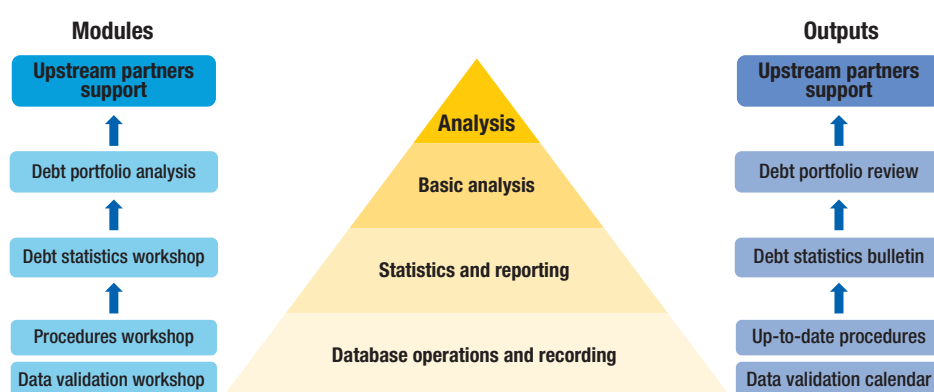 Modules
Upstream partners
support
Debt portfolio analysis
Debt statistics workshop
Procedures workshop
Data validation workshop
Analysis
Basic analysis
Statistics and reporting
Database operations and recording
Outputs
Upstream partners
support
Debt portfolio review
Debt statistics bulletin
Up-to-date procedures
Data validation calendar